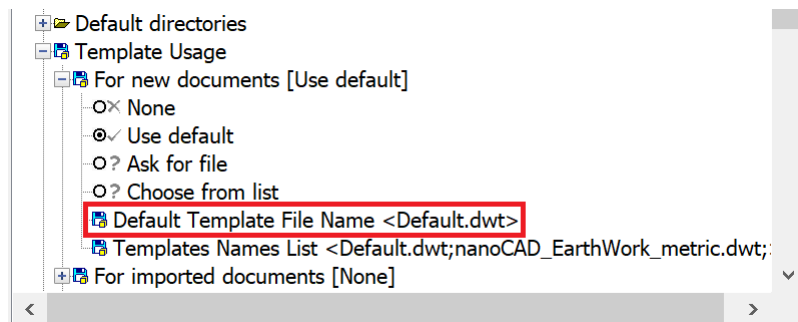 Default directories
Template Usage
For new documents [Use default]
None
Use default
Ask for file
Choose from list
Default Template File Name <Default.dwt>
Templates Names List <Default.dwt;nanoCAD_EarthWork_metric.dwt;
For imported documents [None]